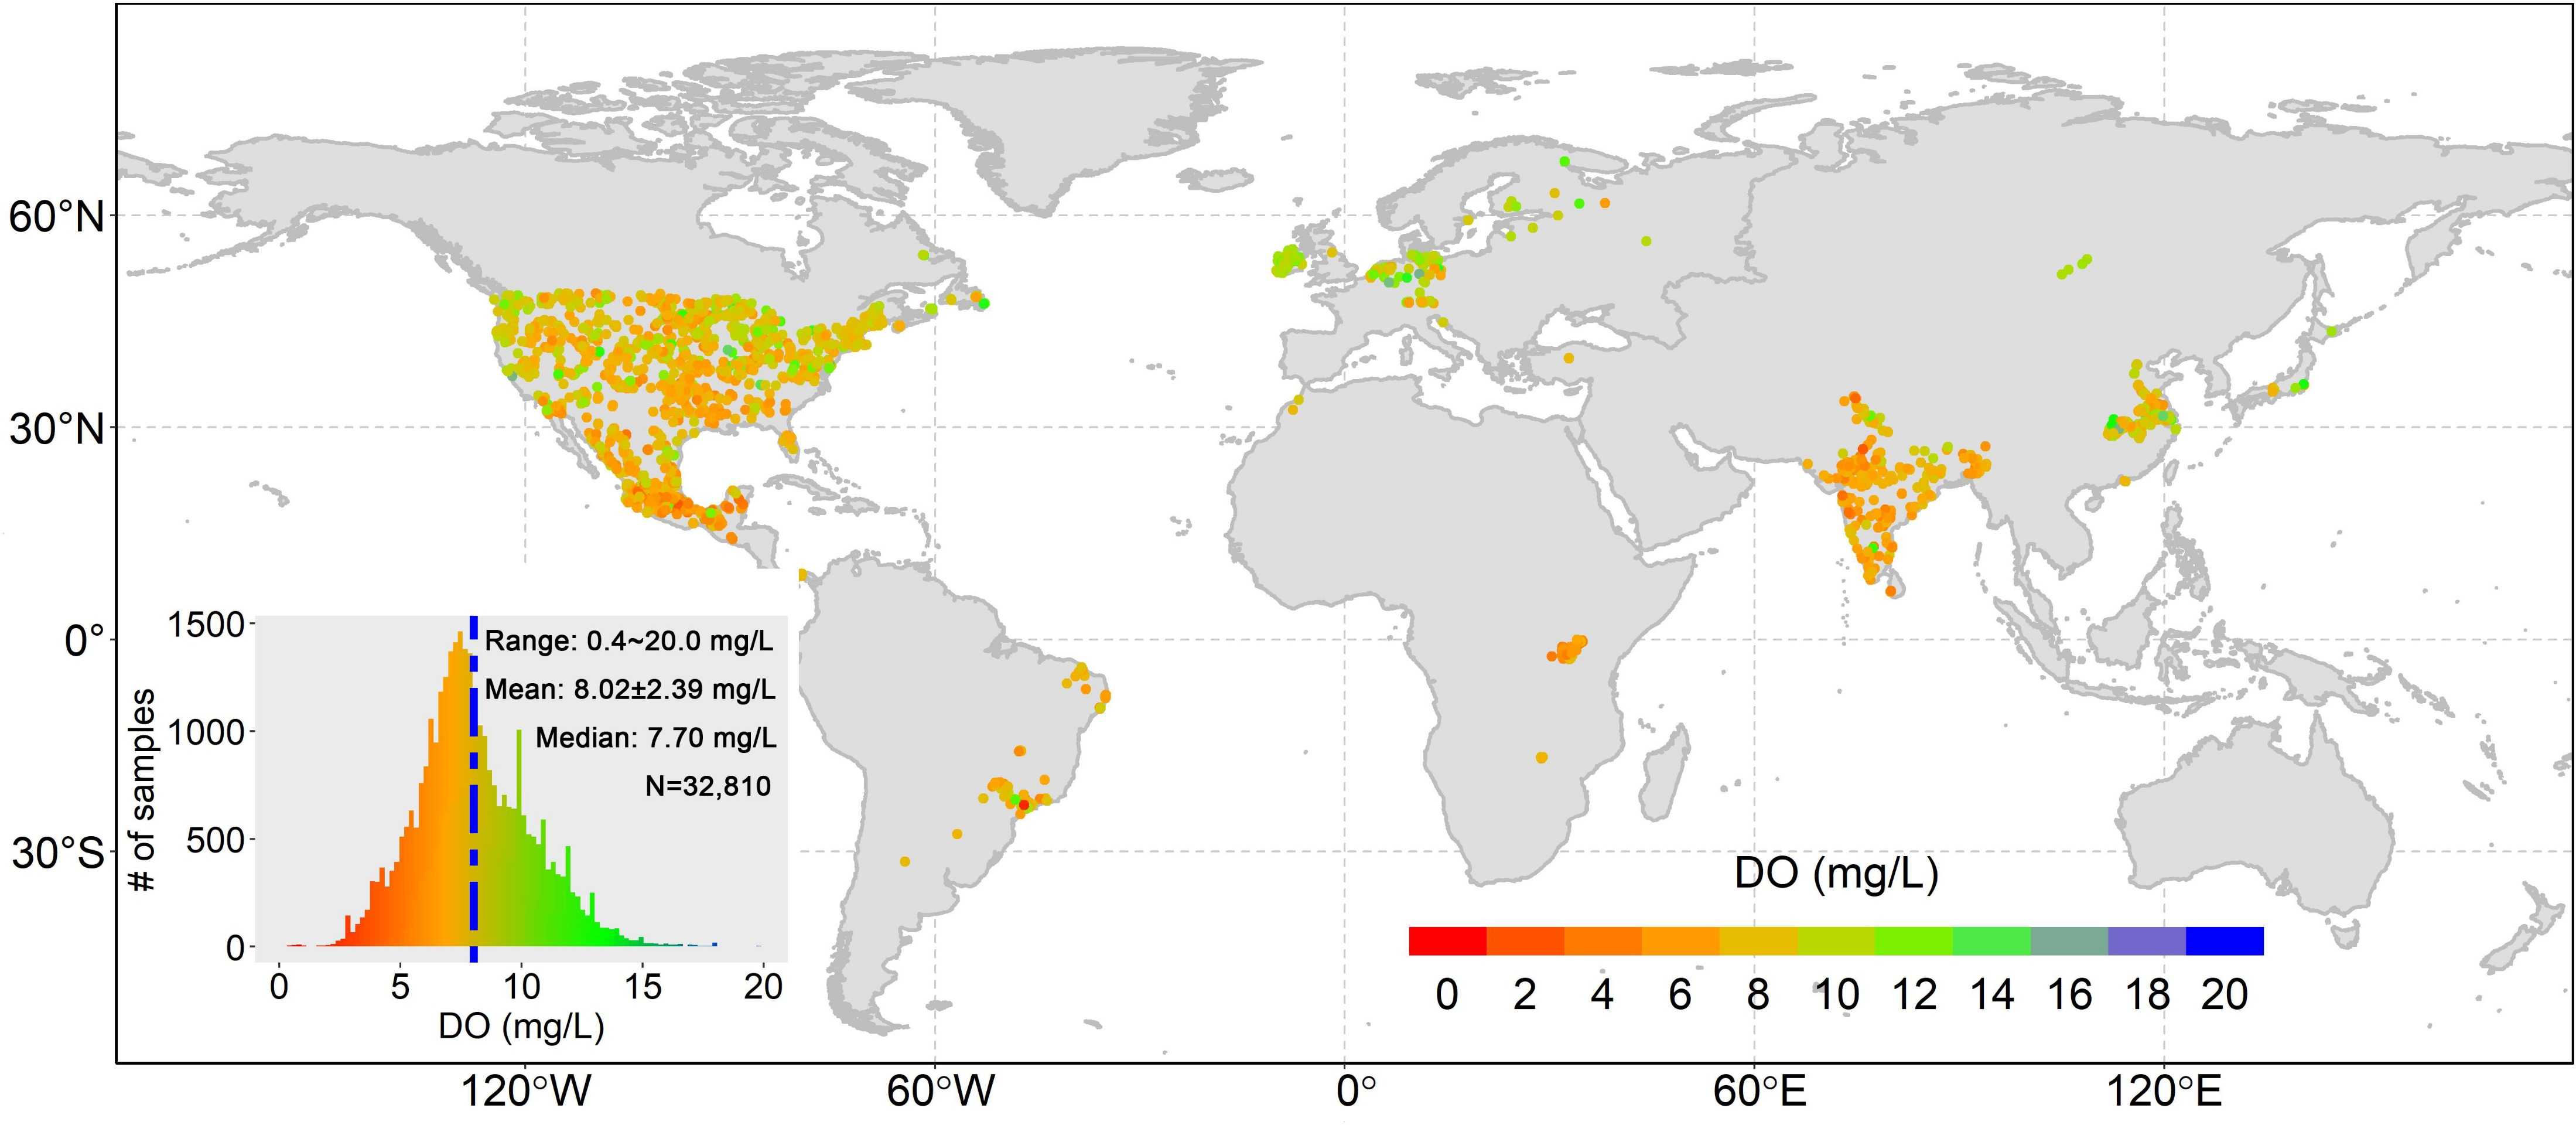 60°N
30°N
0°
30°S
1500
1000
500
0
# of samples
Range: 0.4~20.0 mg/L
Mean: 8.02±2.39 mg/L
Median: 7.70 mg/L
N=32,810
0 5 10 15 20
DO (mg/L)
DO (mg/L)
0 2 4 6 8 10 12 14 16 18 20
120°W 60°W 0° 60°E 120°E